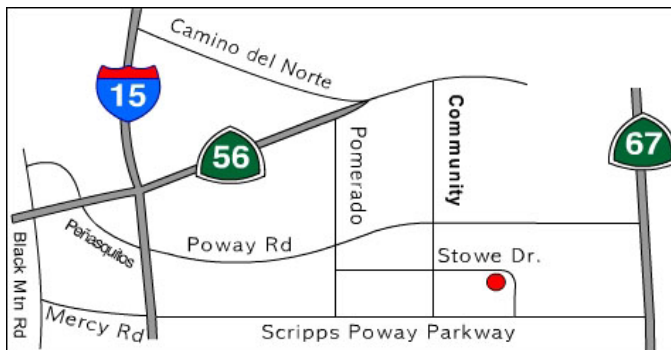 Camino del Norte
15
56
67
Pomerado
Community
Peñasquitos
Poway Rd
Stowe Dr.
Black Mtn Rd
Mercy Rd
Scripps Poway Parkway